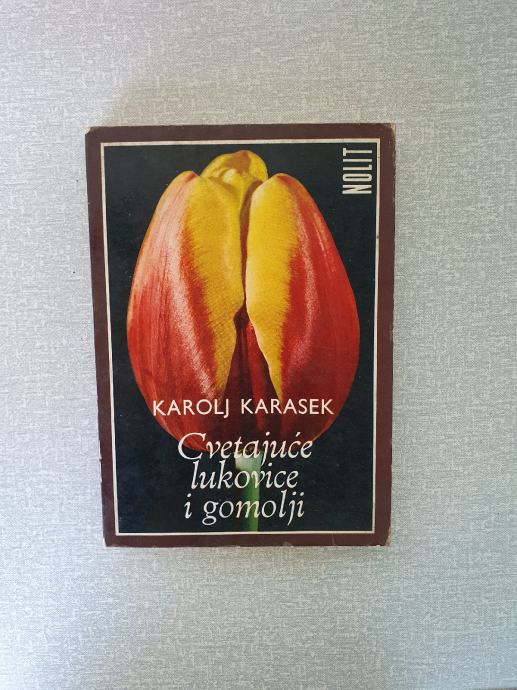 NOLIT
KAROLJ KARASEK
Cvetajuće
lukovice
i gomolji